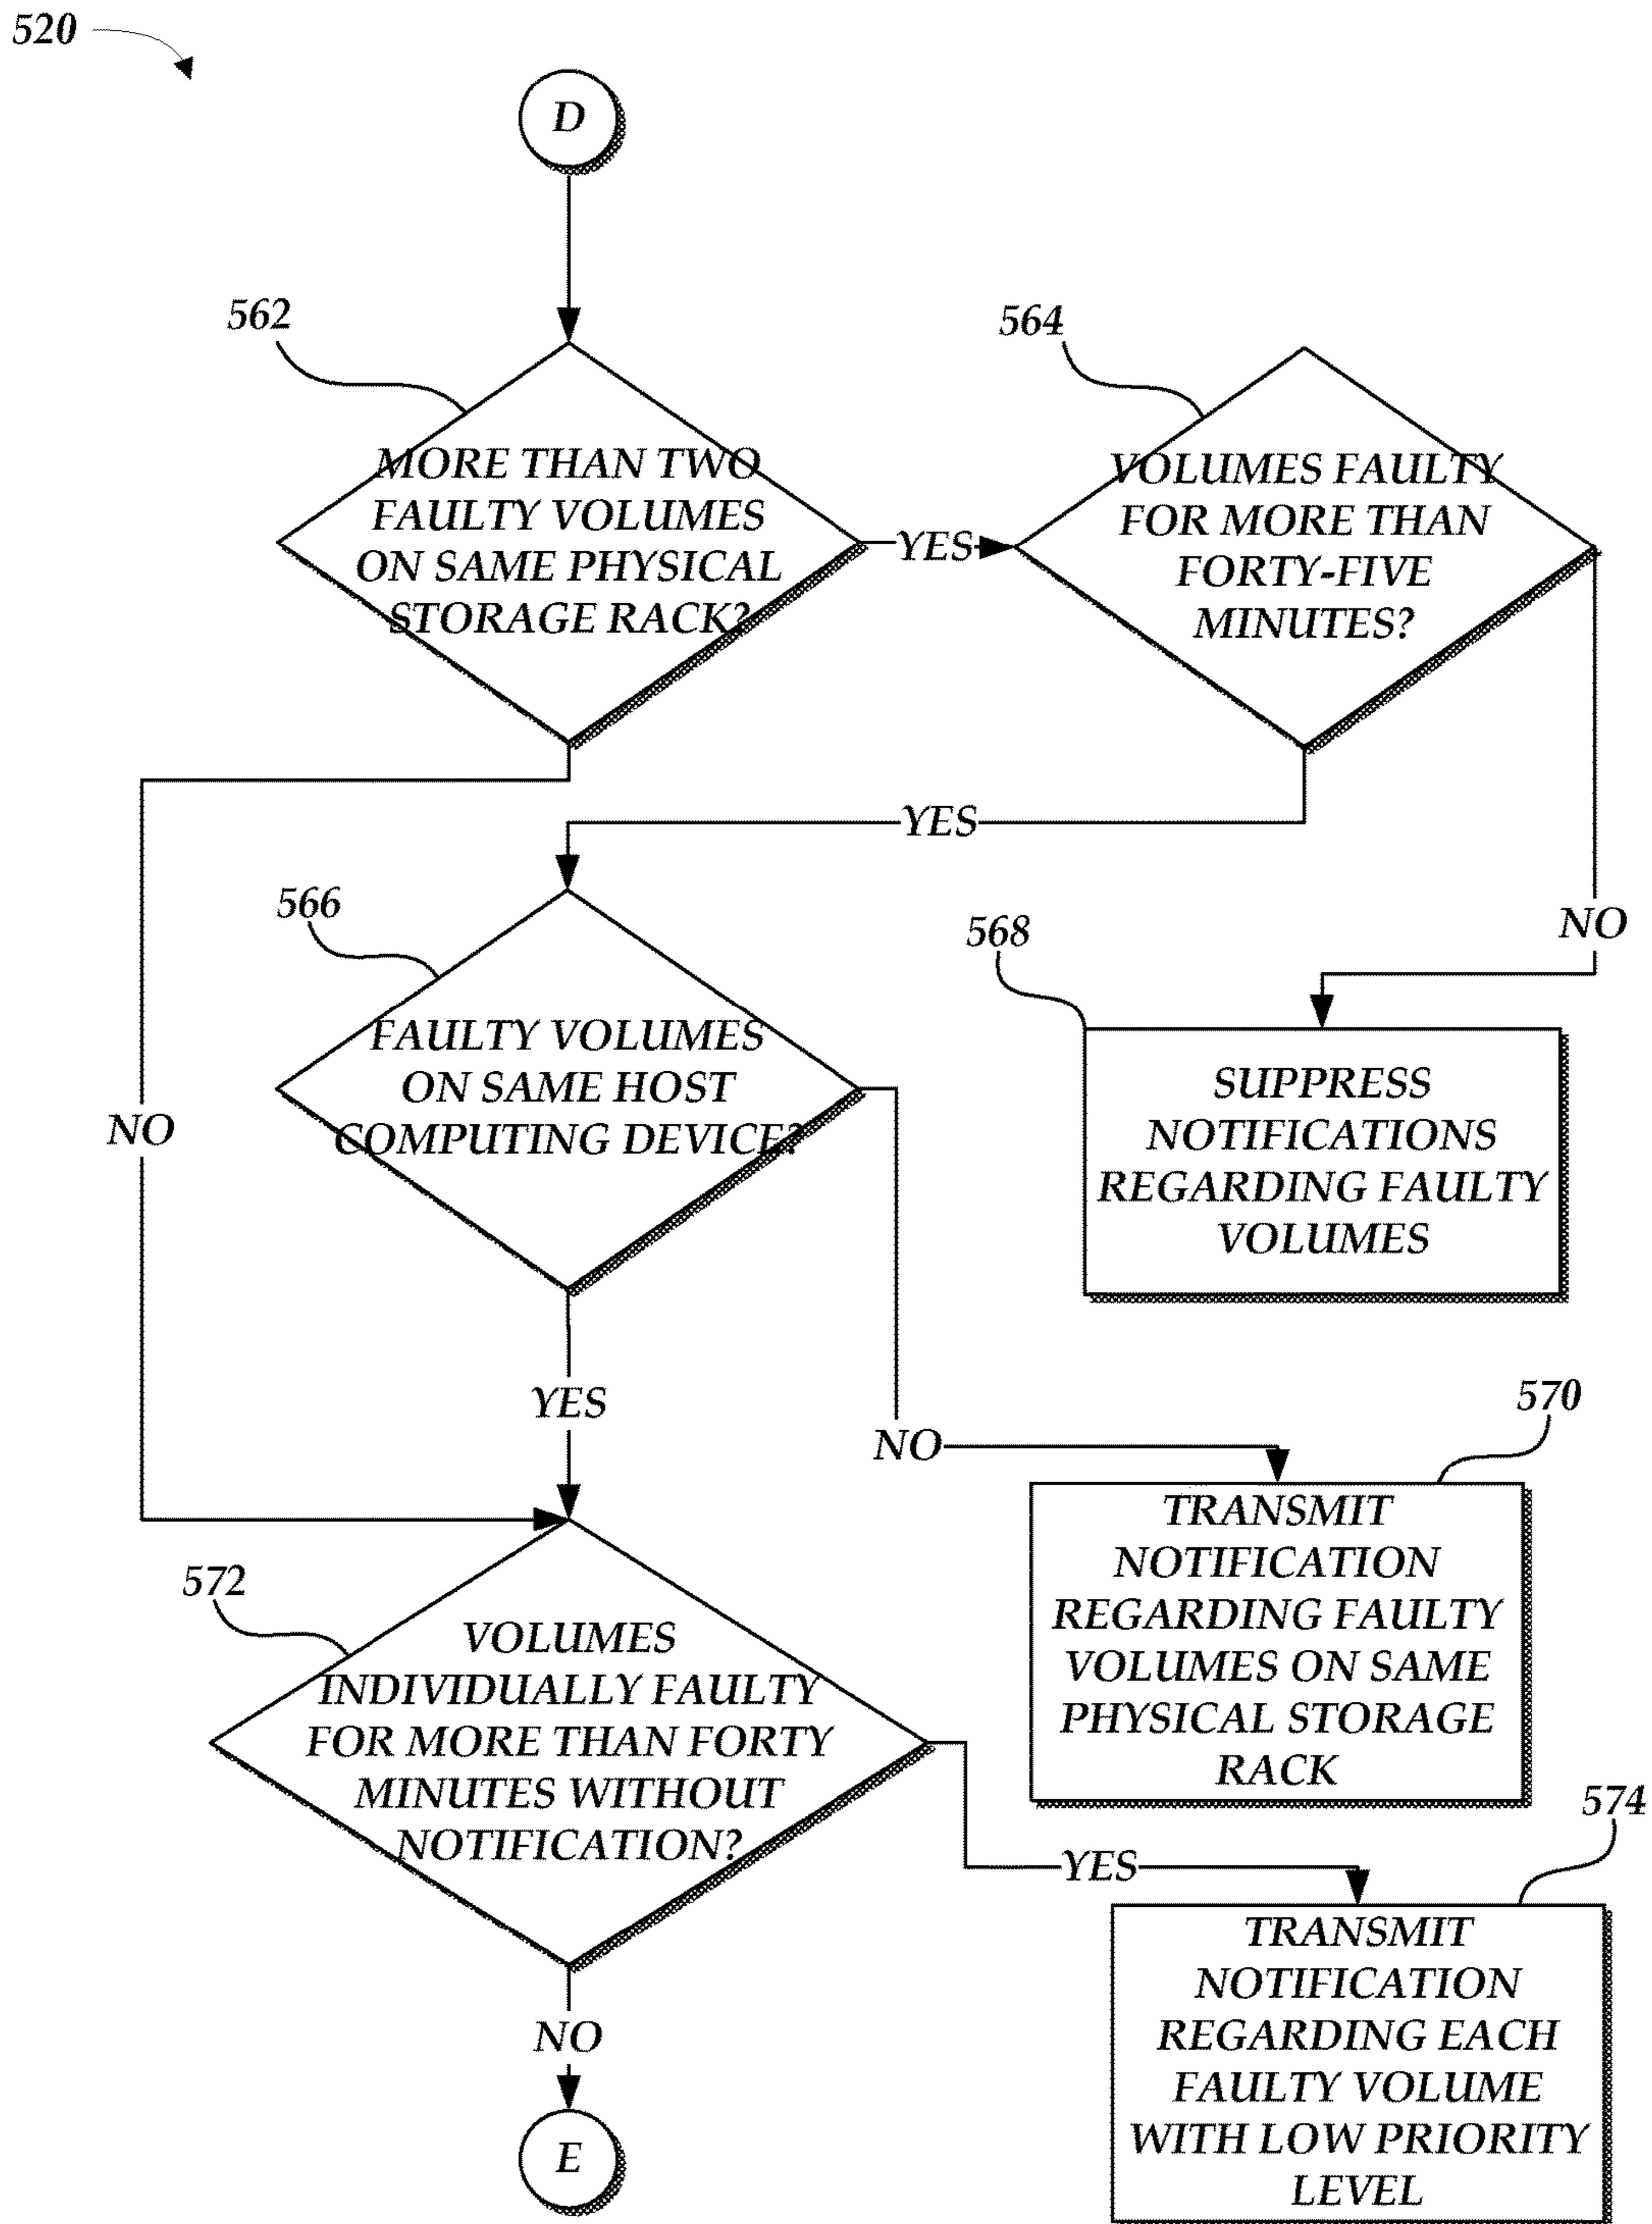 520
D
562
MORE THAN TWO
FAULTY VOLUMES
ON SAME PHYSICAL
STORAGE RACK?
YES
564
VOLUMES FAULTY
FOR MORE THAN
FORTY-FIVE
MINUTES?
YES
NO
566
FAULTY VOLUMES
ON SAME HOST
COMPUTING DEVICE?
568
SUPPRESS
NOTIFICATIONS
REGARDING FAULTY
VOLUMES
NO
YES
NO
570
TRANSMIT
NOTIFICATION
REGARDING FAULTY
VOLUMES ON SAME
PHYSICAL STORAGE
RACK
572
VOLUMES
INDIVIDUALLY FAULTY
FOR MORE THAN FORTY
MINUTES WITHOUT
NOTIFICATION?
YES
574
TRANSMIT
NOTIFICATION
REGARDING EACH
FAULTY VOLUME
WITH LOW PRIORITY
LEVEL
NO
E